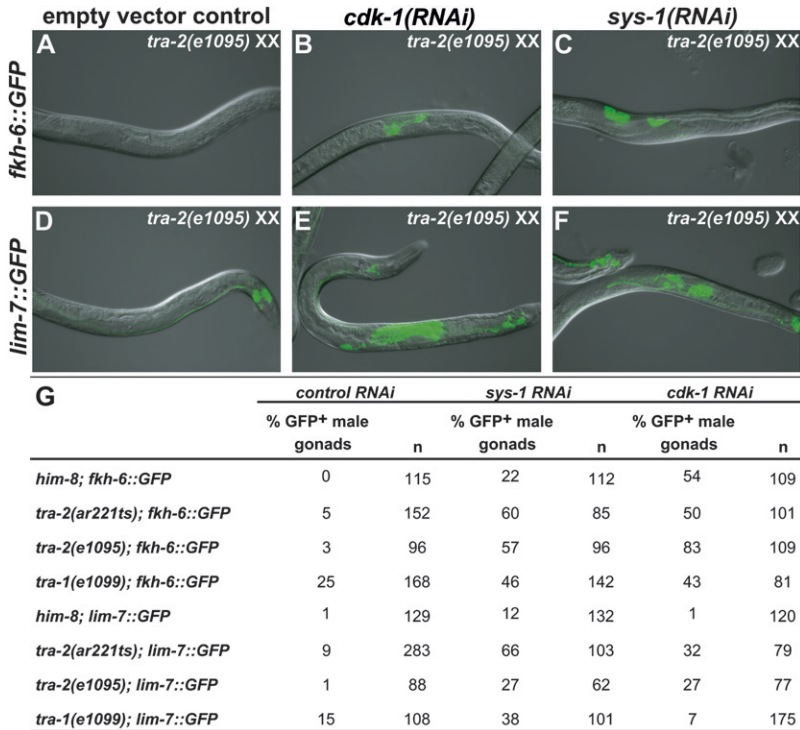 empty vector control cdk-1(RNAi) sys-1(RNAi)
fkh-6::GFP
A tra-2(e1095) XX
B tra-2(e1095) XX
C tra-2(e1095) XX
lim-7::GFP
D tra-2(e1095) XX
E tra-2(e1095) XX
F tra-2(e1095) XX
G control RNAi sys-1 RNAi cdk-1 RNAi
% GFP+ male gonads n % GFP+ male gonads n % GFP+ male gonads n
him-8; fkh-6::GFP 0 115 22 112 54 109
tra-2(ar221ts); fkh-6::GFP 5 152 60 85 50 101
tra-2(e1095); fkh-6::GFP 3 96 57 96 83 109
tra-1(e1099); fkh-6::GFP 25 168 46 142 43 81
him-8; lim-7::GFP 1 129 12 132 1 120
tra-2(ar221ts); lim-7::GFP 9 283 66 103 32 79
tra-2(e1095); lim-7::GFP 1 88 27 62 27 77
tra-1(e1099); lim-7::GFP 15 108 38 101 7 175